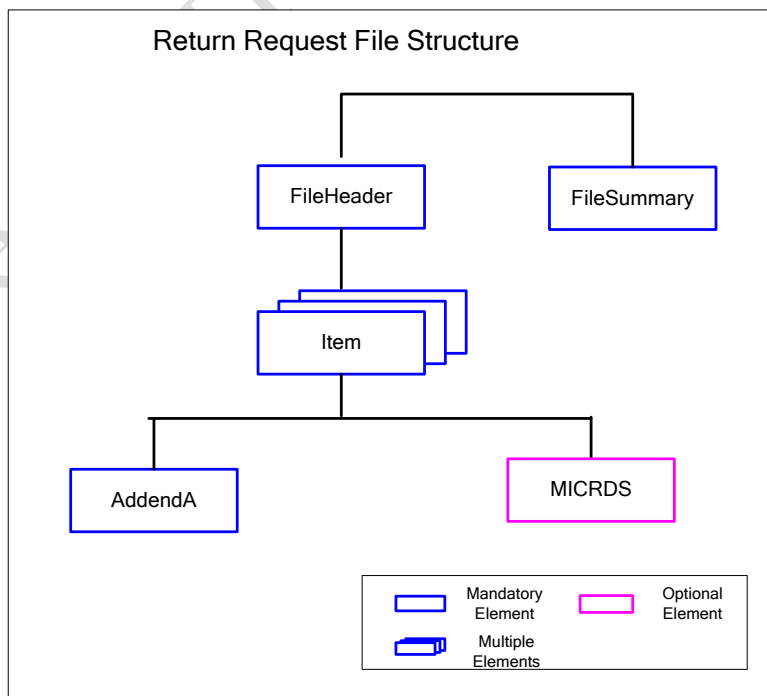 Return Request File Structure
FileHeader
FileSummary
Item
AddendA
MICRDS
Mandatory
Element
Optional
Element
Multiple
Elements